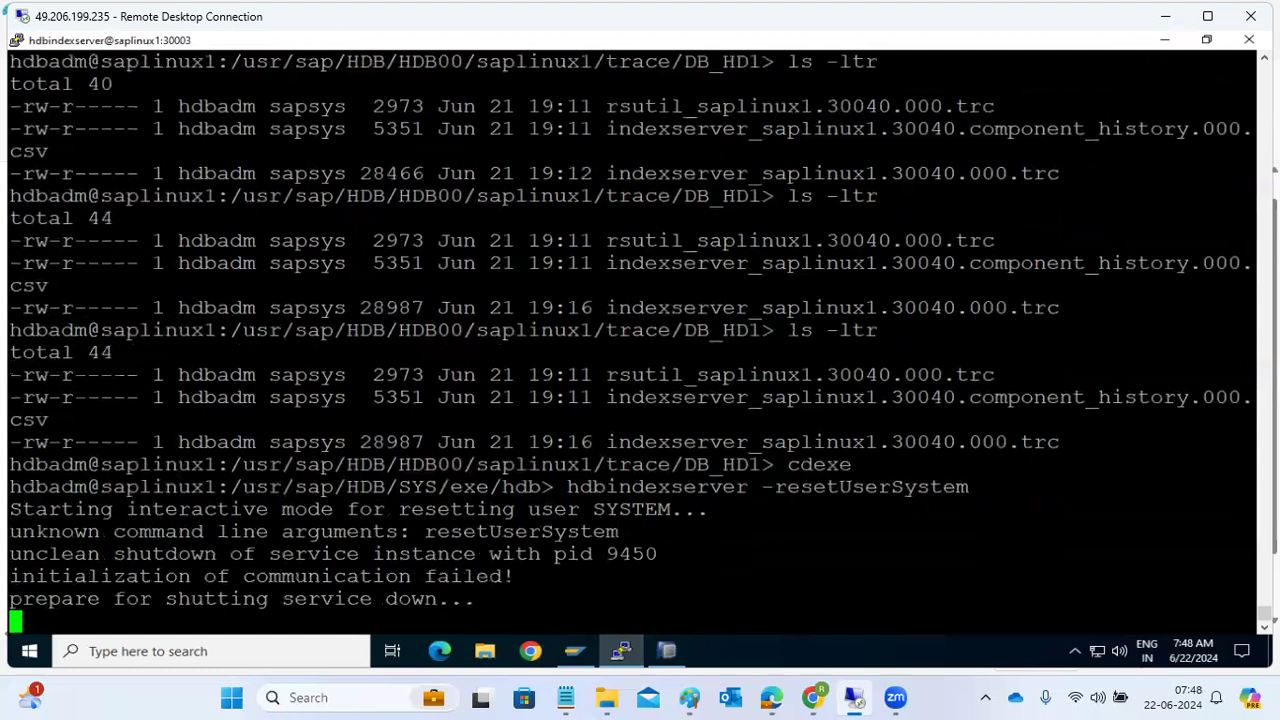 49.206.199.235 - Remote Desktop Connection
hdbindexserver@saplinux1:30003
hdbadm@saplinux1:/usr/sap/HDB/HDB00/saplinux1/trace/DB_HD1> ls -ltr
total 40
-rw-r----- 1 hdbadm sapsys  2973 Jun 21 19:11 rsutil_saplinux1.30040.000.trc
-rw-r----- 1 hdbadm sapsys  5351 Jun 21 19:11 indexserver_saplinux1.30040.component_history.000.
csv
-rw-r----- 1 hdbadm sapsys 28466 Jun 21 19:12 indexserver_saplinux1.30040.000.trc
hdbadm@saplinux1:/usr/sap/HDB/HDB00/saplinux1/trace/DB_HD1> ls -ltr
total 44
-rw-r----- 1 hdbadm sapsys  2973 Jun 21 19:11 rsutil_saplinux1.30040.000.trc
-rw-r----- 1 hdbadm sapsys  5351 Jun 21 19:11 indexserver_saplinux1.30040.component_history.000.
csv
-rw-r----- 1 hdbadm sapsys 28987 Jun 21 19:16 indexserver_saplinux1.30040.000.trc
hdbadm@saplinux1:/usr/sap/HDB/HDB00/saplinux1/trace/DB_HD1> ls -ltr
total 44
-rw-r----- 1 hdbadm sapsys  2973 Jun 21 19:11 rsutil_saplinux1.30040.000.trc
-rw-r----- 1 hdbadm sapsys  5351 Jun 21 19:11 indexserver_saplinux1.30040.component_history.000.
csv
-rw-r----- 1 hdbadm sapsys 28987 Jun 21 19:16 indexserver_saplinux1.30040.000.trc
hdbadm@saplinux1:/usr/sap/HDB/HDB00/saplinux1/trace/DB_HD1> cdexe
hdbadm@saplinux1:/usr/sap/HDB/SYS/exe/hdb> hdbindexserver -resetUserSystem
Starting interactive mode for resetting user SYSTEM...
unknown command line arguments: resetUserSystem
unclean shutdown of service instance with pid 9450
initialization of communication failed!
prepare for shutting service down...
Type here to search
ENG
IN
7:48 AM
6/22/2024
1
Search
R
zm
07:48
22-06-2024
PRE